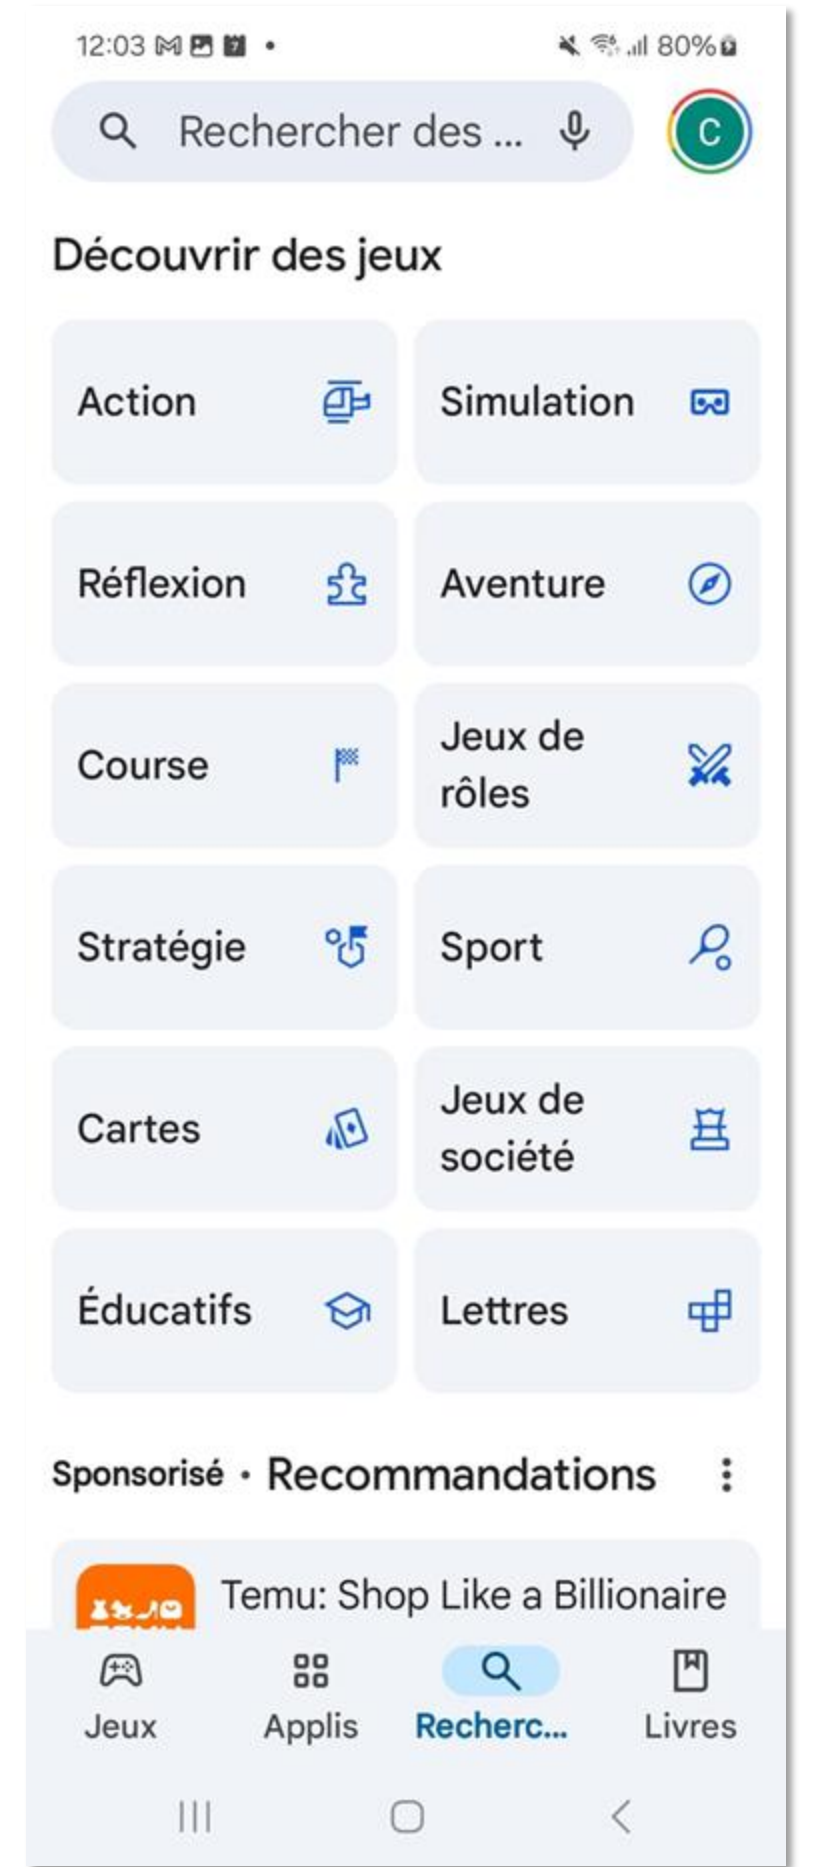 12:03
80%
Rechercher des ...
C
Découvrir des jeux
Action
Simulation
Réflexion
Aventure
Course
Jeux de
rôles
Stratégie
Sport
Cartes
Jeux de
société
Éducatifs
Lettres
Sponsorisé • Recommandations
Temu: Shop Like a Billionaire
Jeux
Applis
Recherc...
Livres